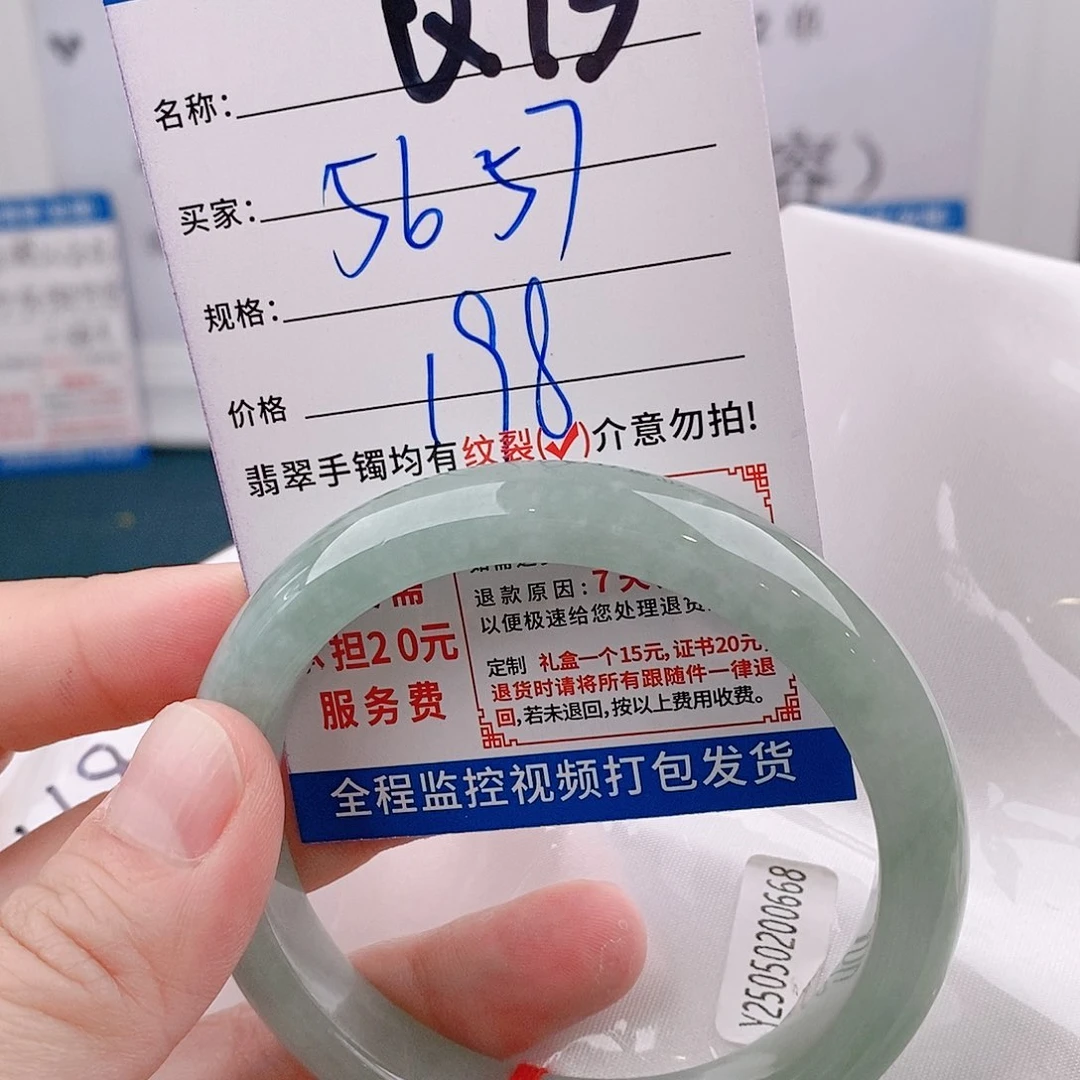 名称：
买家：5657
规格：
198
价格
翡翠手镯均有纹裂(✓)介意勿拍!
退款原因：7天
以便极速给您处理退货
担20元
服务费
定制 礼盒一个15元，证书20元，
退货时请将所有跟随件一律退
回，若未退回，按以上费用收费。
全程监控视频打包发货
Y25050200668